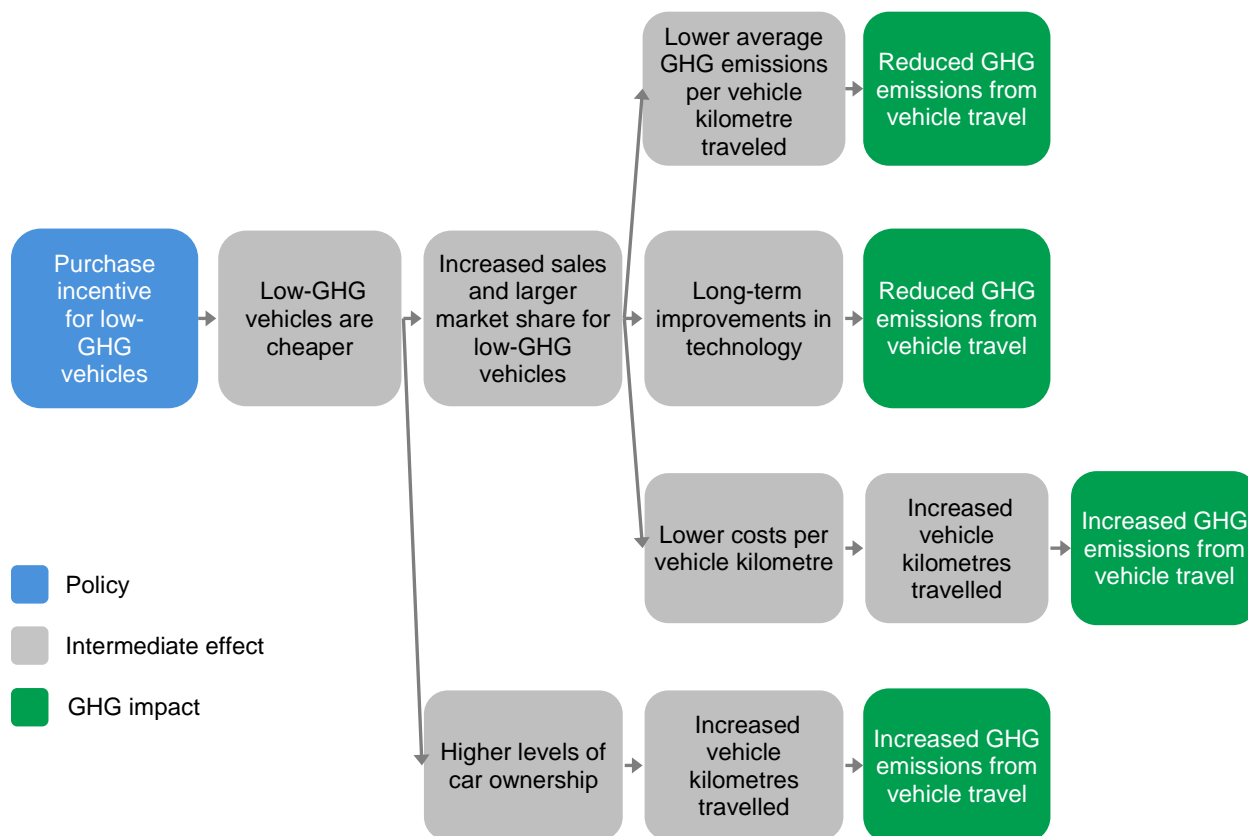 Lower average
GHG emissions
per vehicle
kilometre
traveled
Reduced GHG
emissions from
vehicle travel
Purchase
incentive
for low-
GHG
vehicles
Low-GHG
vehicles are
cheaper
Increased sales
and larger
market share for
low-GHG
vehicles
Long-term
improvements in
technology
Reduced GHG
emissions from
vehicle travel
Lower costs per
vehicle kilometre
Increased
vehicle
kilometres
travelled
Increased GHG
emissions from
vehicle travel
Policy
Intermediate effect
GHG impact
Higher levels of
car ownership
Increased
vehicle
kilometres
travelled
Increased GHG
emissions from
vehicle travel